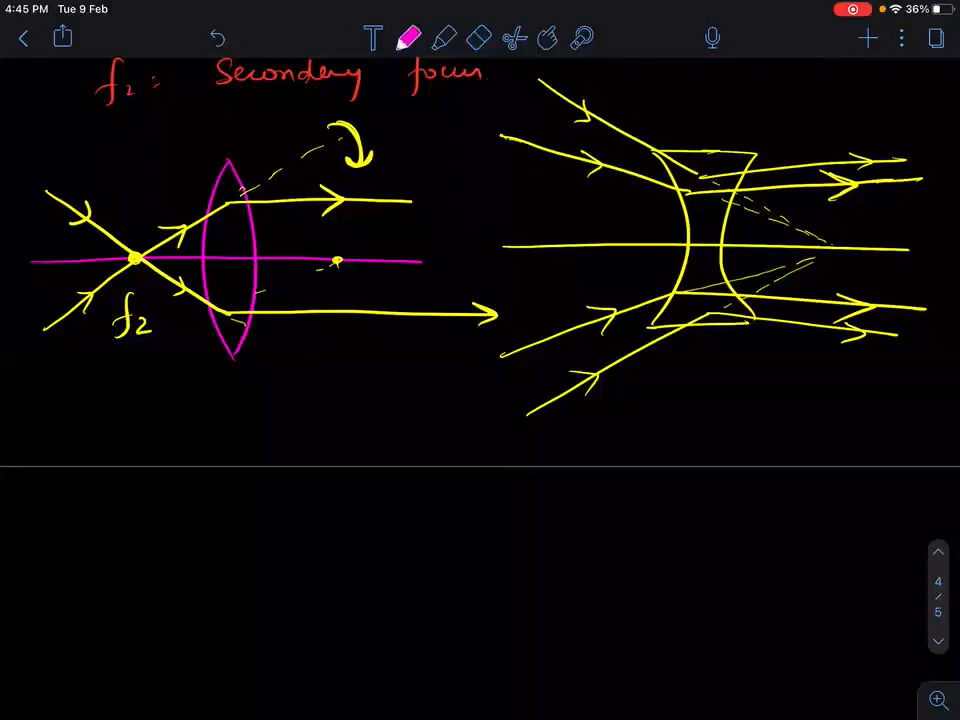 4:45 PM Tue 9 Feb 36%
T
f₂ = Secondary focus
f2
4
/
5